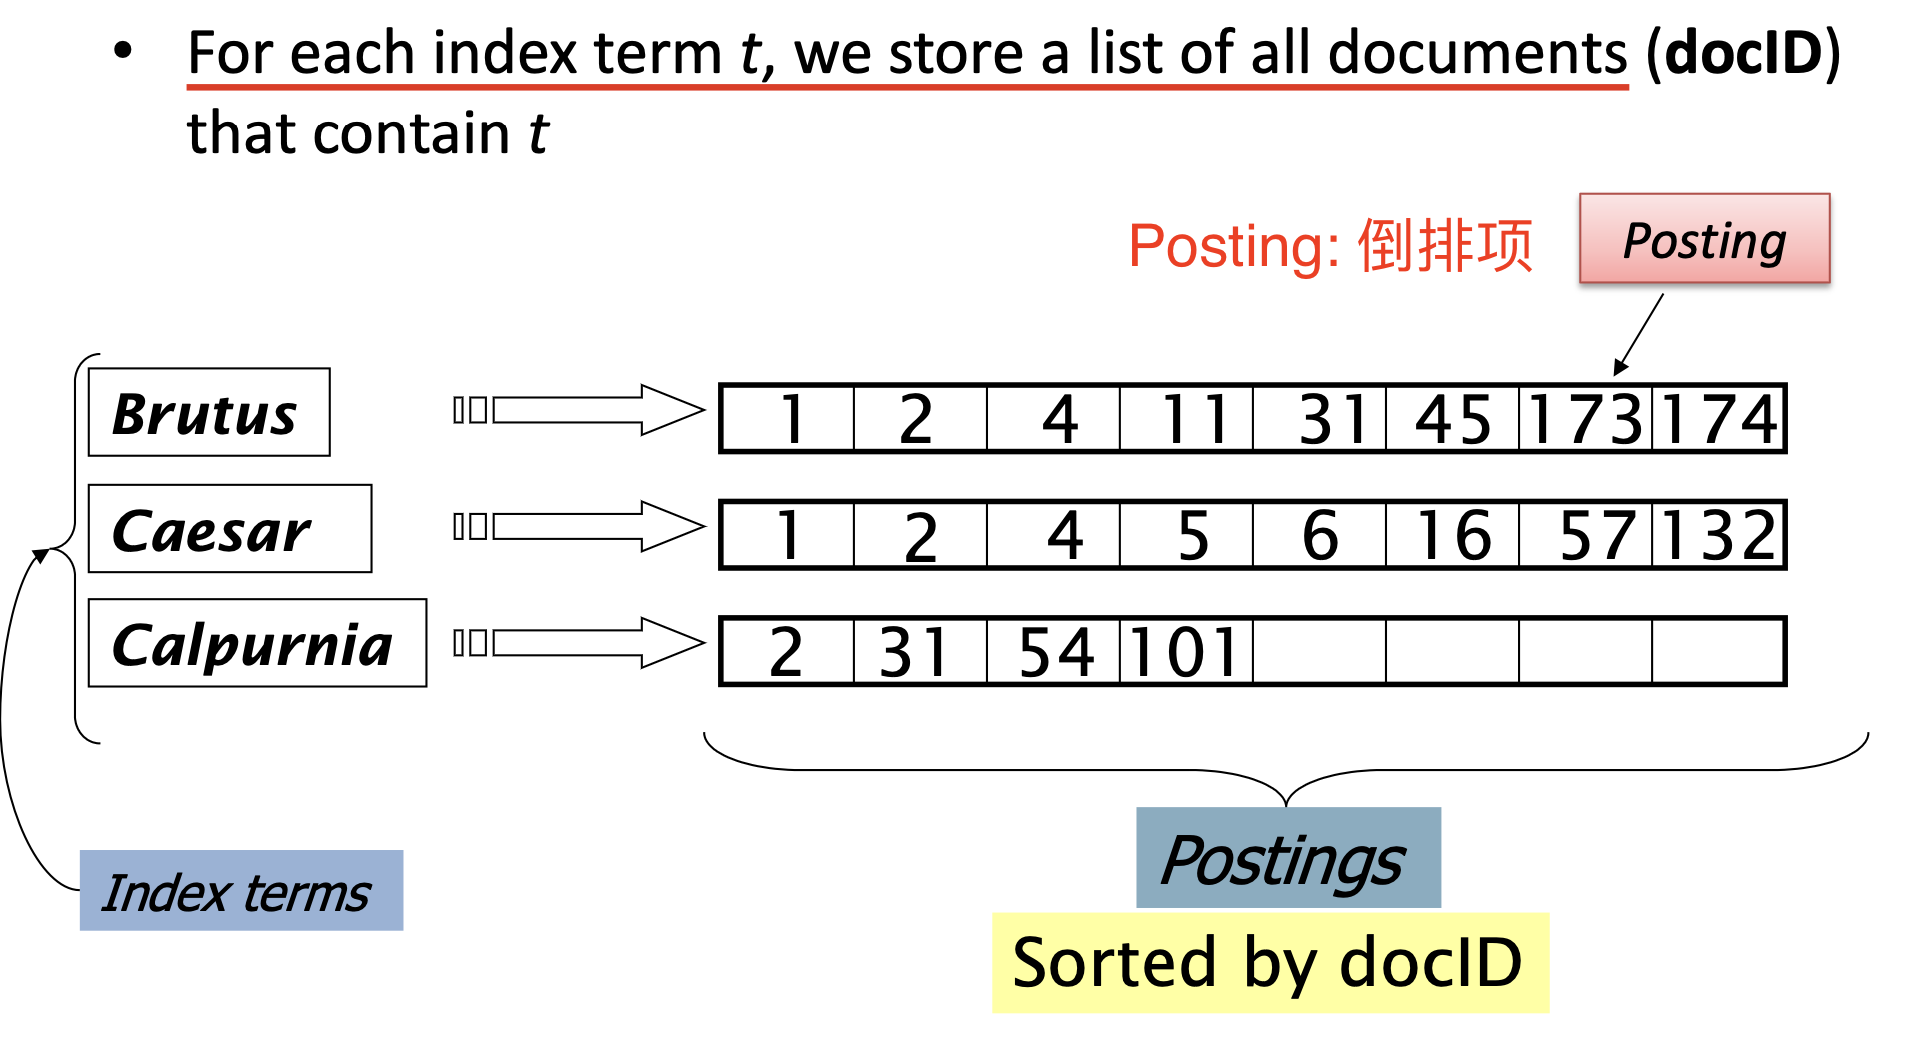 • For each index term t, we store a list of all documents (docID)
that contain t
Posting: 倒排项
Posting
Brutus
1 2 4 11 31 45 173 174
Caesar
1 2 4 5 6 16 57 132
Calpurnia
2 31 54 101
Index terms
Postings
Sorted by docID